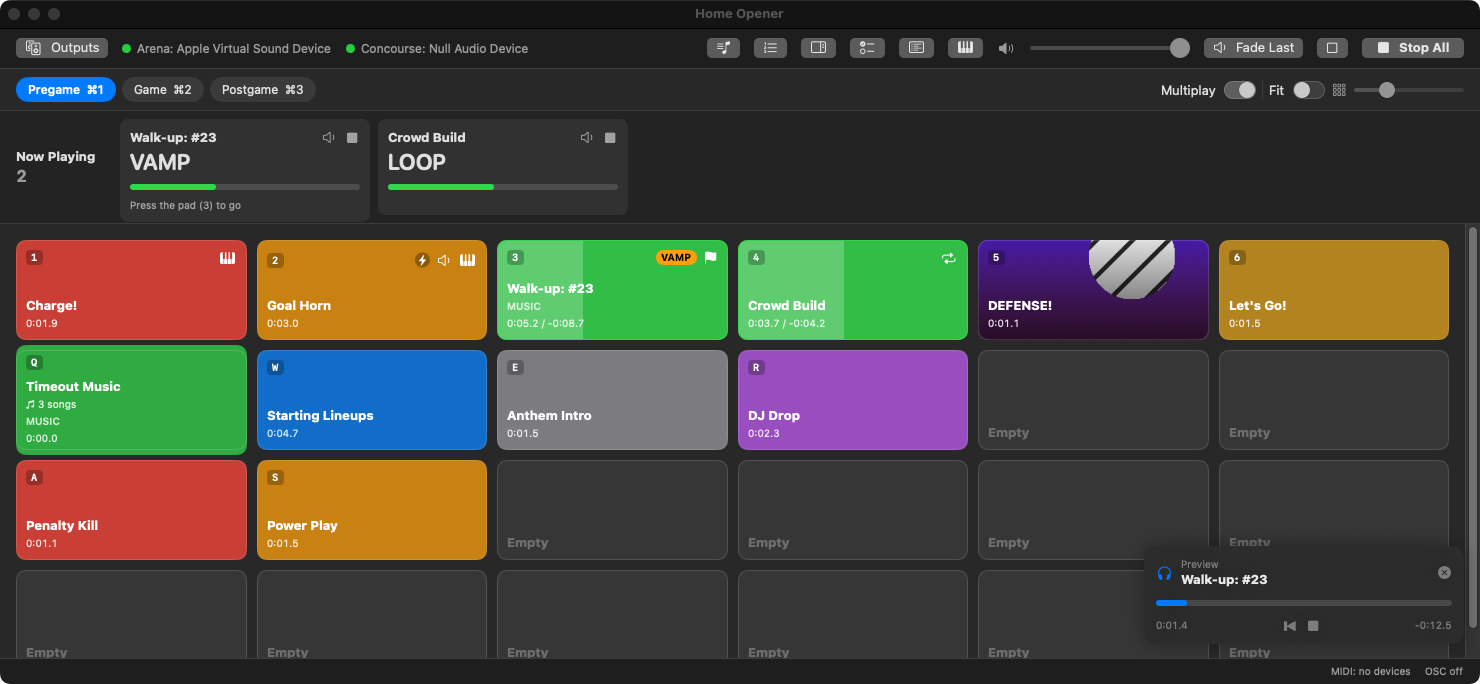 Home Opener
Outputs
Arena: Apple Virtual Sound Device
Concourse: Null Audio Device
Fade Last
Stop All
Pregame ⌘1
Game ⌘2
Postgame ⌘3
Multiplay
Fit
Now Playing
2
Walk-up: #23
VAMP
Press the pad (3) to go
Crowd Build
LOOP
1
Charge!
0:01.9
2
Goal Horn
0:03.0
3
VAMP
Walk-up: #23
MUSIC
0:05.2 / -0:08.7
4
Crowd Build
0:03.7 / -0:04.2
5
DEFENSE!
0:01.1
6
Let's Go!
0:01.5
Q
Timeout Music
♫ 3 songs
MUSIC
0:00.0
W
Starting Lineups
0:04.7
E
Anthem Intro
0:01.5
R
DJ Drop
0:02.3
Empty
Empty
A
Penalty Kill
0:01.1
S
Power Play
0:01.5
Empty
Empty
Empty
Empty
Empty
Empty
Empty
Empty
Empty
Empty
Preview
Walk-up: #23
0:01.4
-0:12.5
MIDI: no devices
OSC off